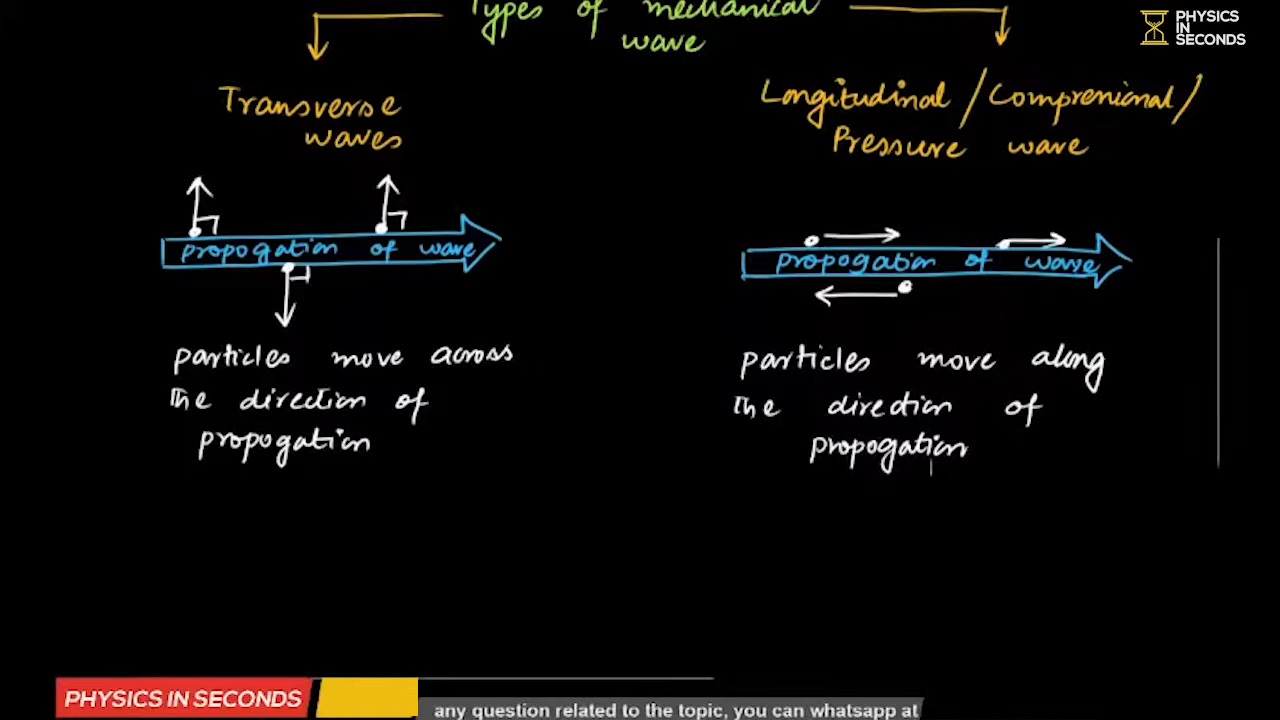 Types of mechanical
wave
PHYSICS
IN
SECONDS
Transverse
waves
Longitudinal / Comprenional /
Pressure wave
propogation of wave
propogation of wave
particles move across
The direction of
propogation
particles move along
The direction of
propogation
PHYSICS IN SECONDS
any question related to the topic, you can whatsapp at